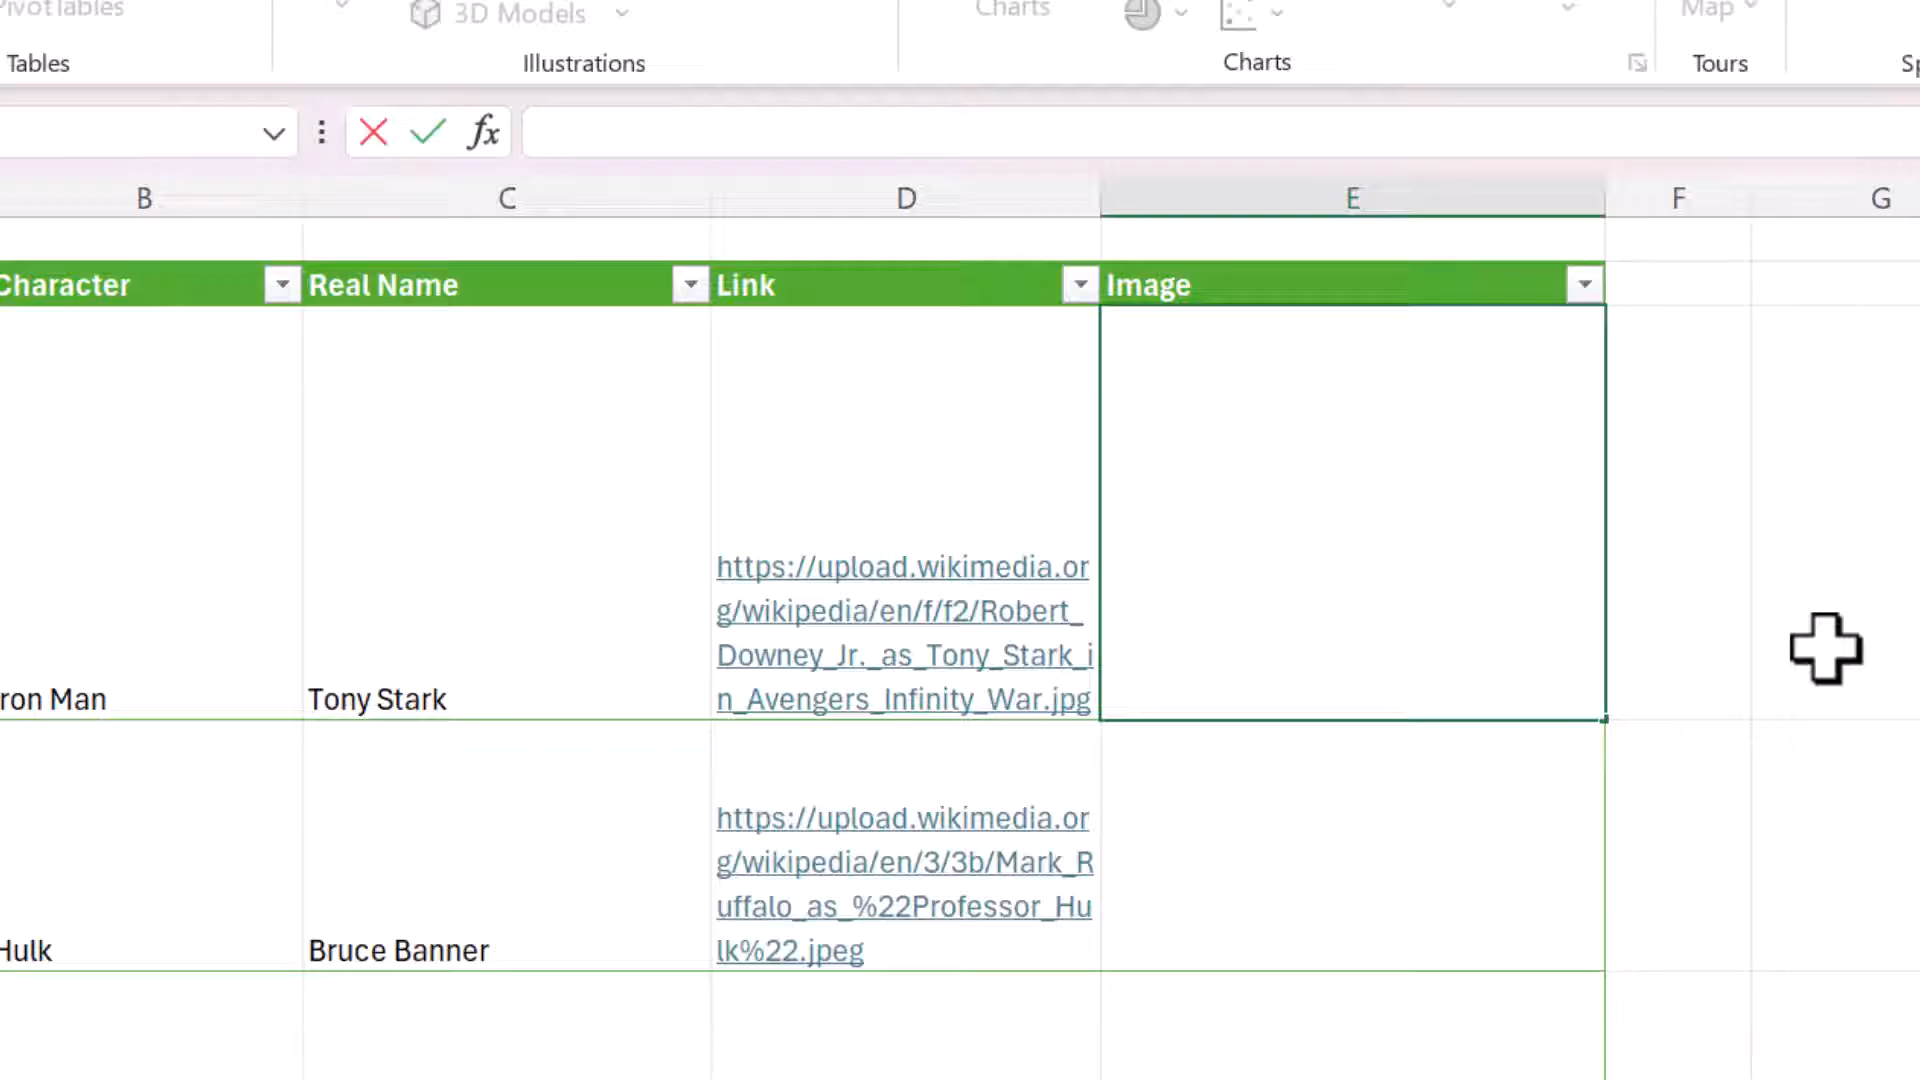 PivotTables
3D Models
Charts
Map
Tables
Illustrations
Charts
Tours
fx
B
C
D
E
F
G
Character
Real Name
Link
Image
ron Man
Tony Stark
https://upload.wikimedia.or
g/wikipedia/en/f/f2/Robert_
Downey_Jr._as_Tony_Stark_i
n_Avengers_Infinity_War.jpg
Hulk
Bruce Banner
https://upload.wikimedia.or
g/wikipedia/en/3/3b/Mark_R
uffalo_as_%22Professor_Hu
lk%22.jpeg